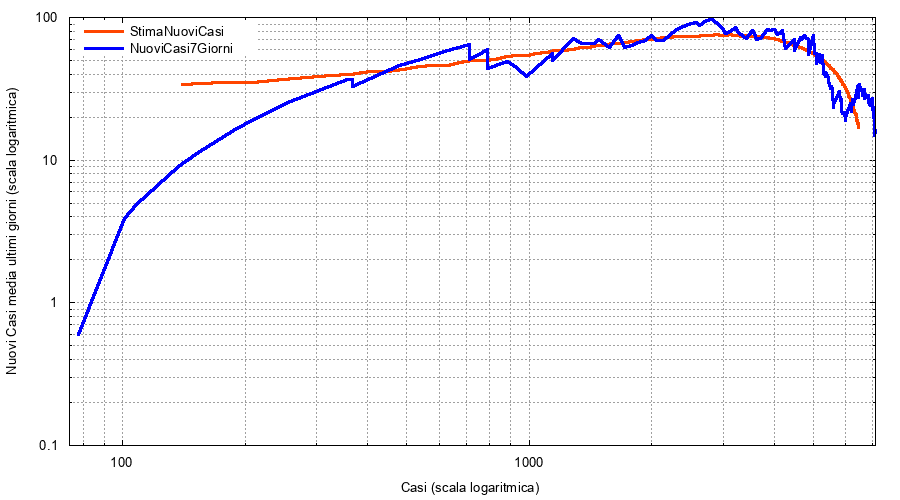 100
StimaNuoviCasi
NuoviCasi7Giorni
10
1
0.1
Nuovi Casi media ultimi giorni (scala logaritmica)
100
1000
Casi (scala logaritmica)